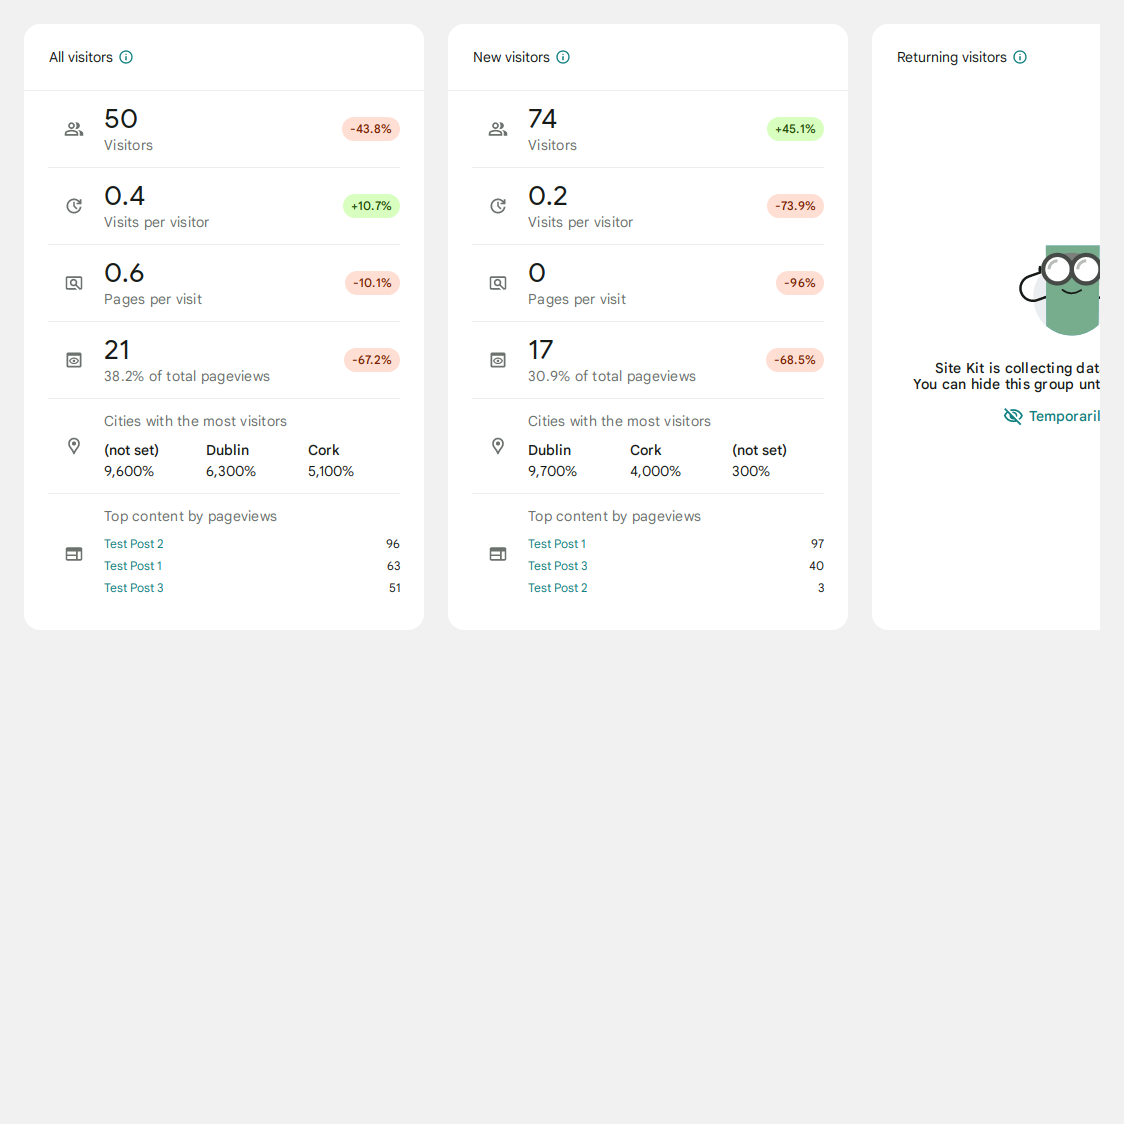 All visitors
50
Visitors
-43.8%
0.4
Visits per visitor
+10.7%
0.6
Pages per visit
-10.1%
21
38.2% of total pageviews
-67.2%
Cities with the most visitors
(not set) Dublin Cork
9,600% 6,300% 5,100%
Top content by pageviews
Test Post 2 96
Test Post 1 63
Test Post 3 51
New visitors
74
Visitors
+45.1%
0.2
Visits per visitor
-73.9%
0
Pages per visit
-96%
17
30.9% of total pageviews
-68.5%
Cities with the most visitors
Dublin Cork (not set)
9,700% 4,000% 300%
Top content by pageviews
Test Post 1 97
Test Post 3 40
Test Post 2 3
Returning visitors
Site Kit is collecting dat
You can hide this group unt
Temporaril